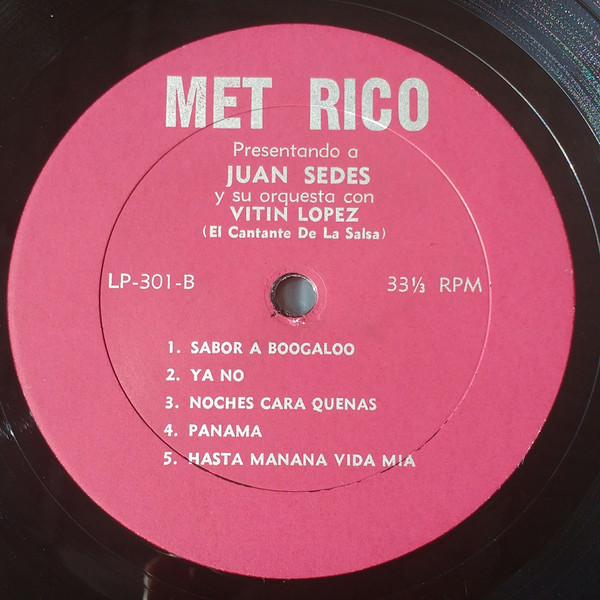 MET RICO
Presentando a
JUAN SEDES
y su orquesta con
VITIN LOPEZ
(El Cantante De La Salsa)
LP-301-B 33⅓ RPM
1. SABOR A BOOGALOO
2. YA NO
3. NOCHES CARA QUENAS
4. PANAMA
5. HASTA MANANA VIDA MIA